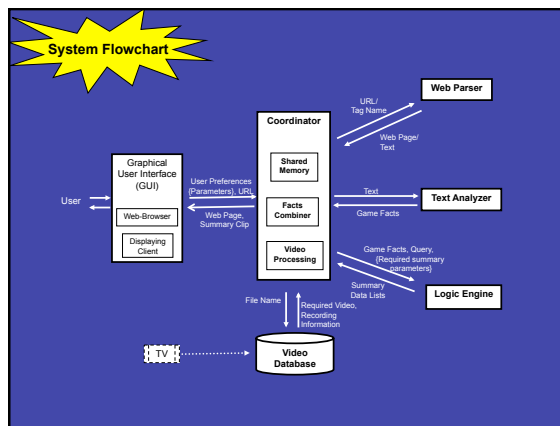 System Flowchart
Web Parser
URL/
Tag Name
Coordinator
Web Page/
Text
Graphical
User Interface
(GUI)
Shared
Memory
User Preferences
{Parameters}, URL
User
Text
Text Analyzer
Game Facts
Web-Browser
Facts
Combiner
Web Page,
Summary Clip
Displaying
Client
Video
Processing
Game Facts, Query,
{Required summary
parameters}
Summary
Data Lists
Logic Engine
File Name
Required Video,
Recording
Information
TV
Video
Database